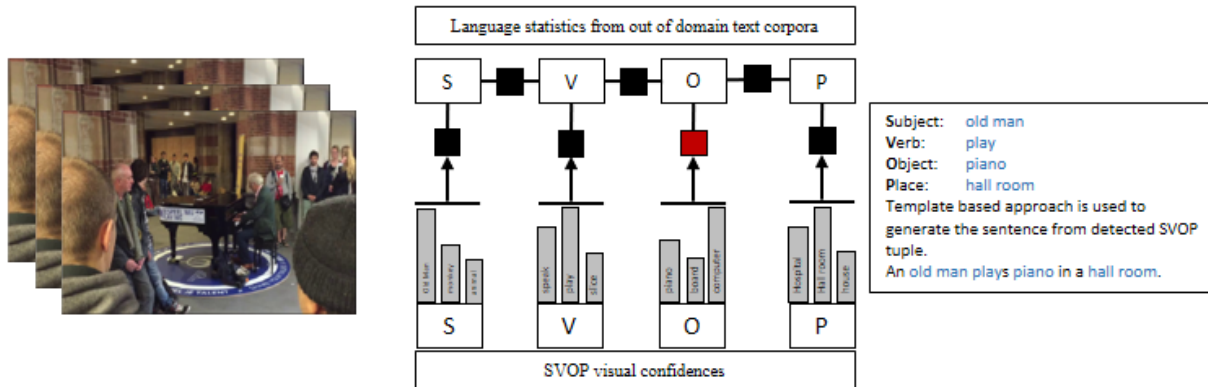 Language statistics from out of domain text corpora
S V O P
Subject: old man
Verb: play
Object: piano
Place: hall room
Template based approach is used to
generate the sentence from detected SVOP
tuple.
An old man plays piano in a hall room.
Old Man
monkey
animal
speek
play
slice
piano
board
computer
Hospital
Hall room
house
S V O P
SVOP visual confidences